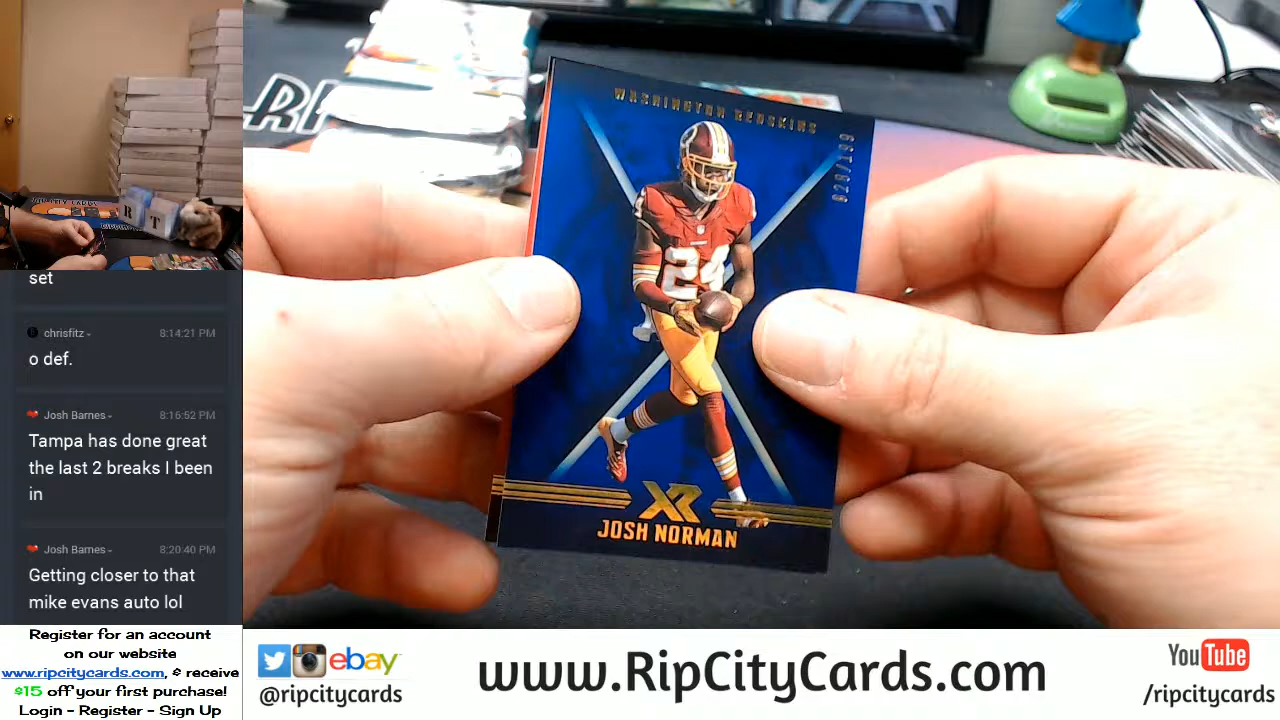 RI
R T
set
chrisfitz
8:14:21 PM
o def.
Josh Barnes
8:16:52 PM
Tampa has done great
the last 2 breaks I been
in
Josh Barnes
8:20:40 PM
Getting closer to that
mike evans auto lol
WASHINGTON REDSKINS
029/199
24
XR
JOSH NORMAN
Register for an account
on our website
www.ripcitycards.com, & receive
$15 off your first purchase!
Login - Register - Sign Up
ebay
@ripcitycards
www.RipCityCards.com
YouTube
/ripcitycards